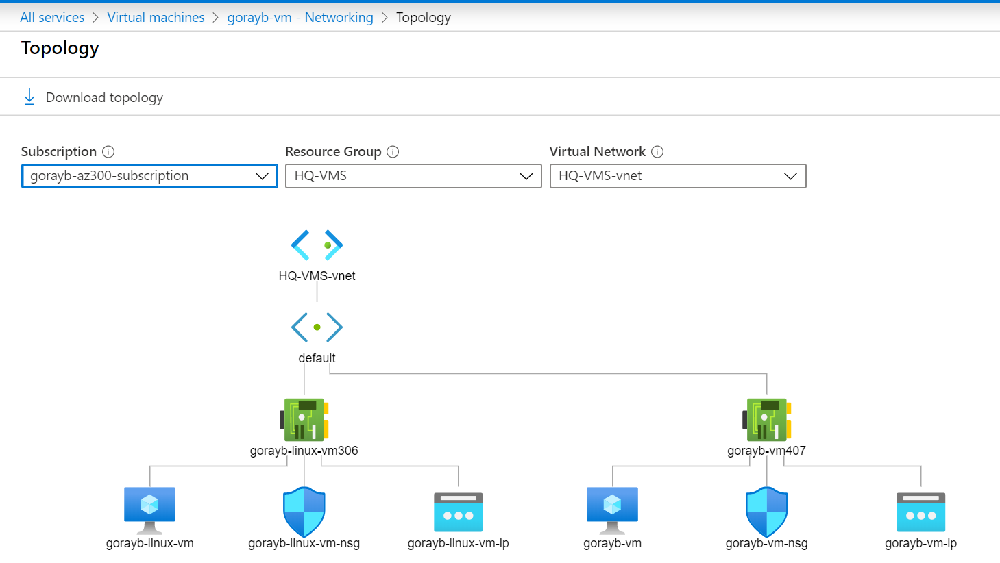 All services > Virtual machines > gorayb-vm - Networking > Topology
Topology
Download topology
Subscription Resource Group Virtual Network
gorayb-az300-subscription HQ-VMS HQ-VMS-vnet
HQ-VMS-vnet
default
gorayb-linux-vm306 gorayb-vm407
gorayb-linux-vm gorayb-linux-vm-nsg gorayb-linux-vm-ip gorayb-vm gorayb-vm-nsg gorayb-vm-ip